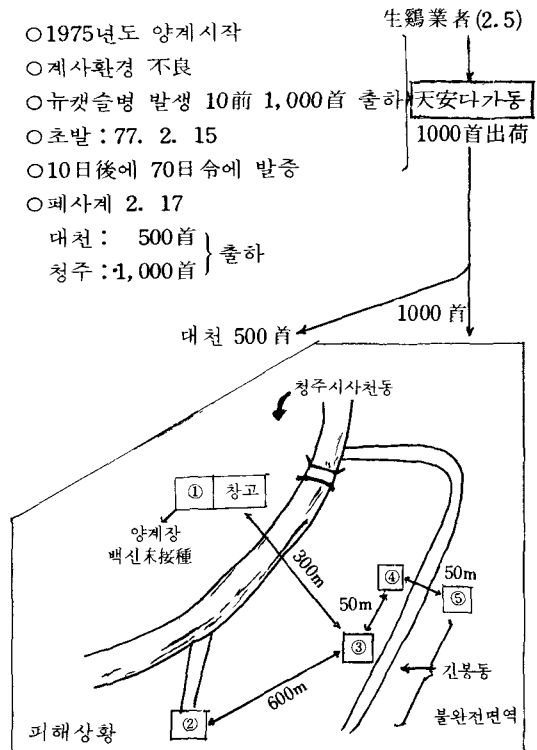 ○1975년도 양계시작
○계사환경 不良
○뉴캣슬병 발생 10前 1,000首 출하
○초발 : 77. 2. 15
○10日後에 70日令에 발증
○폐사계 2. 17
대천 : 500首
청주 : 1,000首
출하
生鷄業者(2.5)
天安다가동
1000首出荷
1000首
대천 500首
청주시사천동
① 창고
양계장
백신未接種
300m
④
50m
50m
⑤
③
600m
②
긴봉동
불완전면역
피해상황